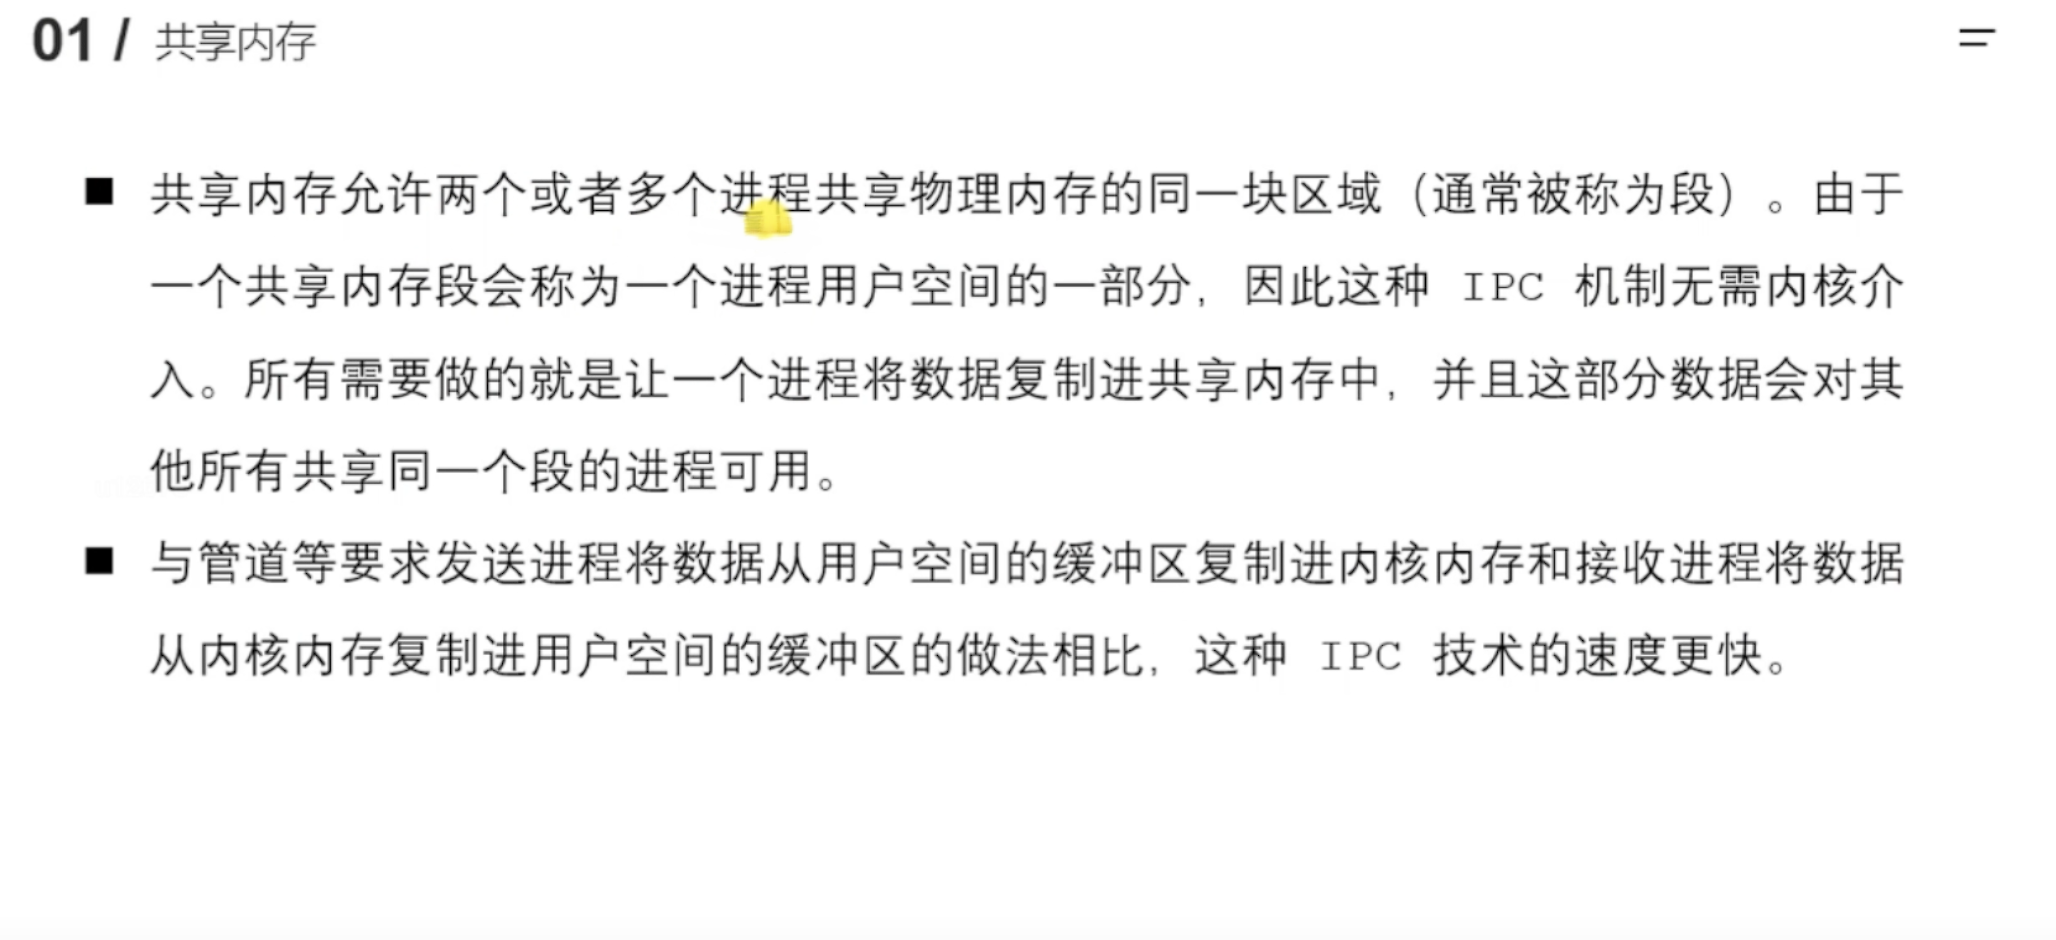 01 / 共享内存
■ 共享内存允许两个或者多个进程共享物理内存的同一块区域（通常被称为段）。由于
一个共享内存段会称为一个进程用户空间的一部分，因此这种 IPC 机制无需内核介
入。所有需要做的就是让一个进程将数据复制进共享内存中，并且这部分数据会对其
他所有共享同一个段的进程可用。
■ 与管道等要求发送进程将数据从用户空间的缓冲区复制进内核内存和接收进程将数据
从内核内存复制进用户空间的缓冲区的做法相比，这种 IPC 技术的速度更快。